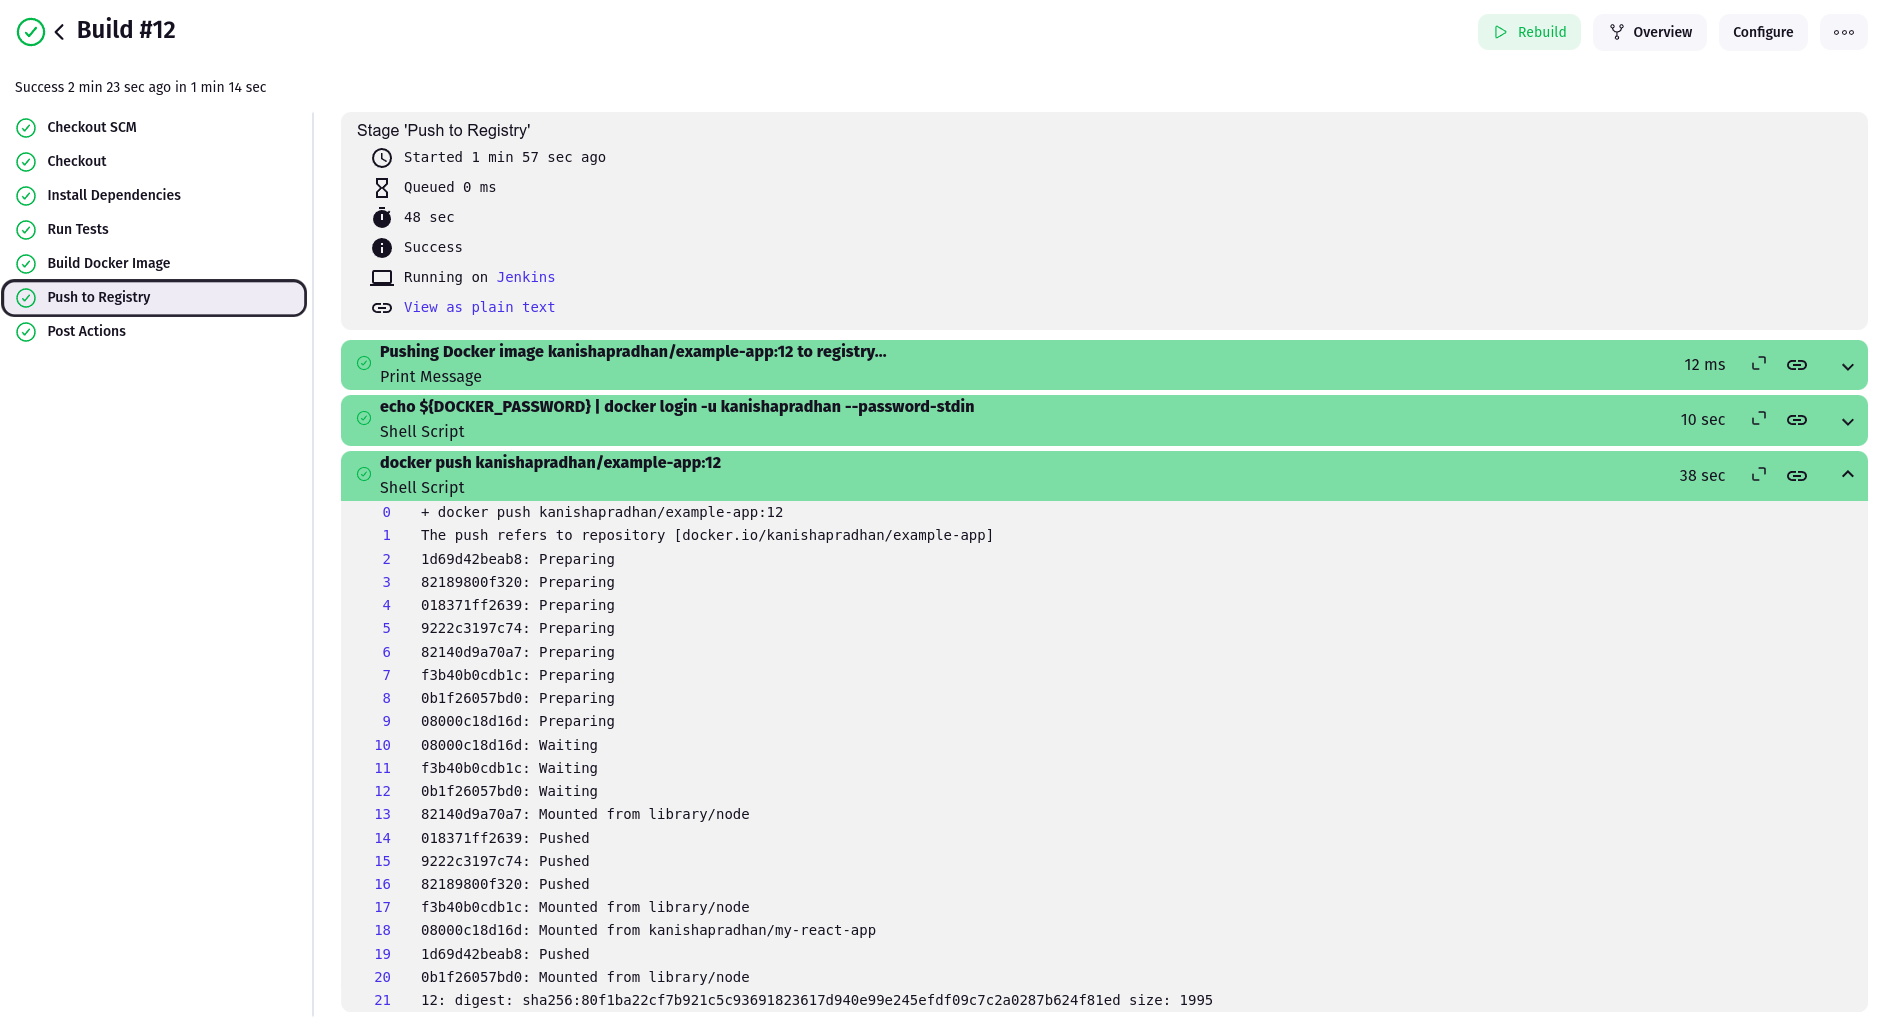 Build #12
Rebuild
Overview
Configure
Success 2 min 23 sec ago in 1 min 14 sec
Checkout SCM
Checkout
Install Dependencies
Run Tests
Build Docker Image
Push to Registry
Post Actions
Stage 'Push to Registry'
Started 1 min 57 sec ago
Queued 0 ms
48 sec
Success
Running on Jenkins
View as plain text
Pushing Docker image kanishapradhan/example-app:12 to registry...
Print Message
12 ms
echo ${DOCKER_PASSWORD} | docker login -u kanishapradhan --password-stdin
Shell Script
10 sec
docker push kanishapradhan/example-app:12
Shell Script
38 sec
0 + docker push kanishapradhan/example-app:12
1 The push refers to repository [docker.io/kanishapradhan/example-app]
2 1d69d42beab8: Preparing
3 82189800f320: Preparing
4 018371ff2639: Preparing
5 9222c3197c74: Preparing
6 82140d9a70a7: Preparing
7 f3b40b0cdb1c: Preparing
8 0b1f26057bd0: Preparing
9 08000c18d16d: Preparing
10 08000c18d16d: Waiting
11 f3b40b0cdb1c: Waiting
12 0b1f26057bd0: Waiting
13 82140d9a70a7: Mounted from library/node
14 018371ff2639: Pushed
15 9222c3197c74: Pushed
16 82189800f320: Pushed
17 f3b40b0cdb1c: Mounted from library/node
18 08000c18d16d: Mounted from kanishapradhan/my-react-app
19 1d69d42beab8: Pushed
20 0b1f26057bd0: Mounted from library/node
21 12: digest: sha256:80f1ba22cf7b921c5c93691823617d940e99e245efdf09c7c2a0287b624f81ed size: 1995